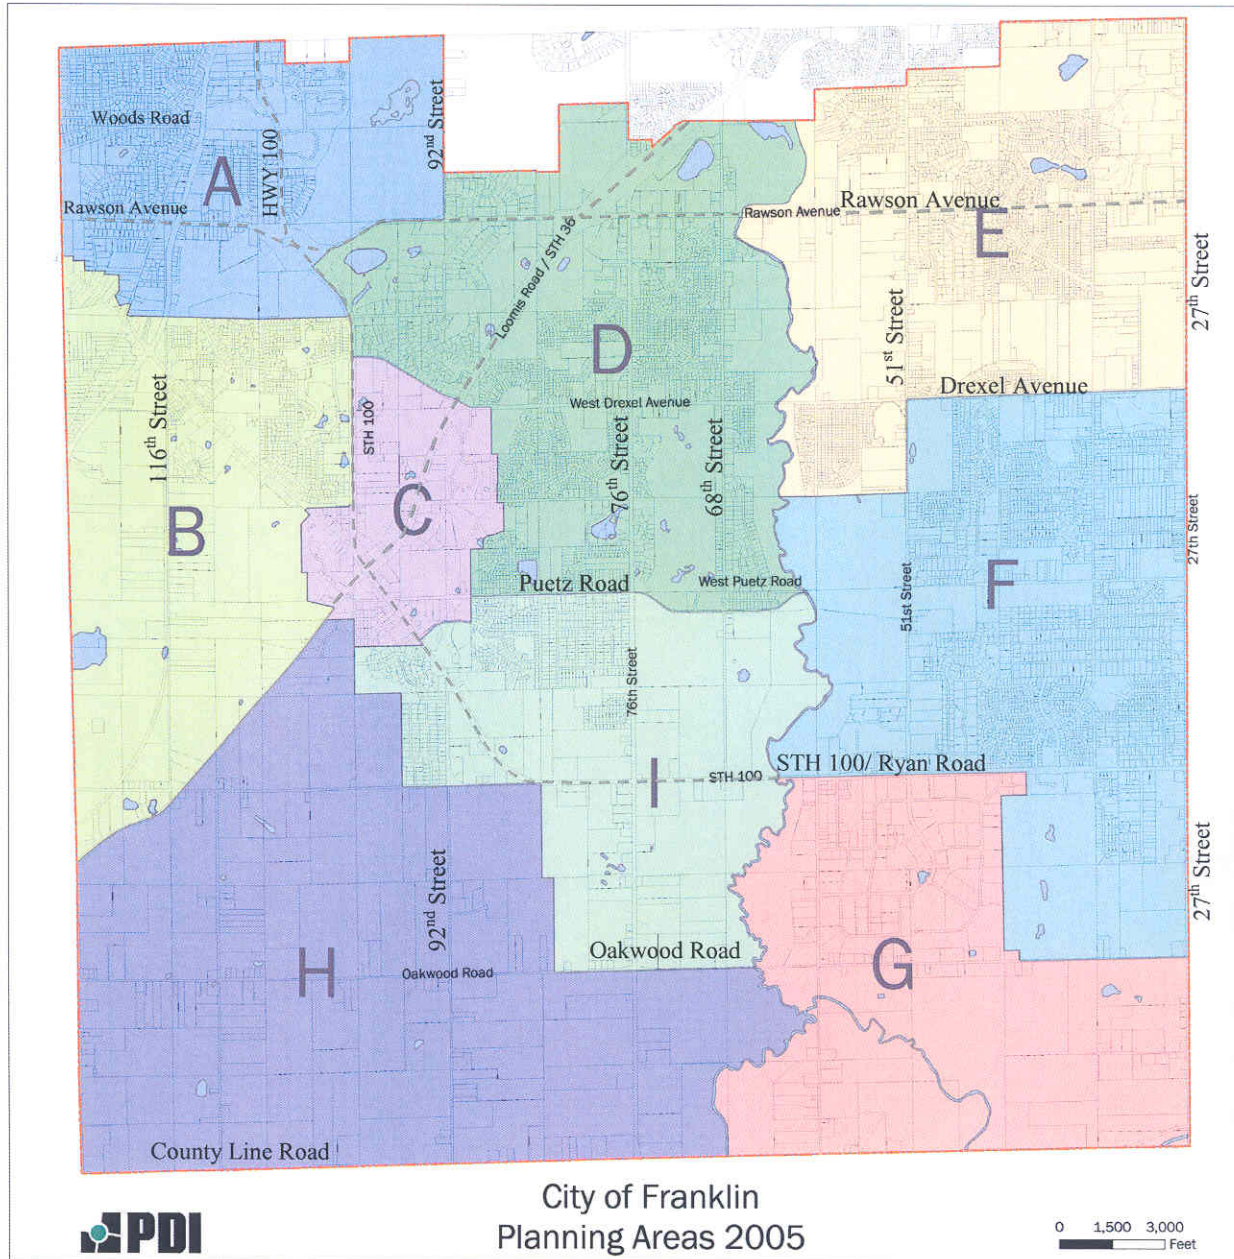 Woods Road
HWY 100
92nd Street
A
Rawson Avenue
Rawson Avenue
Rawson Avenue
E
Loomis Road / STH 36
27th Street
D
51st Street
Drexel Avenue
116th Street
STH 100
West Drexel Avenue
76th Street
68th Street
B
C
27th Street
Puetz Road
West Puetz Road
51st Street
F
76th Street
STH 100/ Ryan Road
STH 100
I
92nd Street
27th Street
Oakwood Road
H
Oakwood Road
G
County Line Road
City of Franklin
Planning Areas 2005
PDI
0 1,500 3,000
Feet